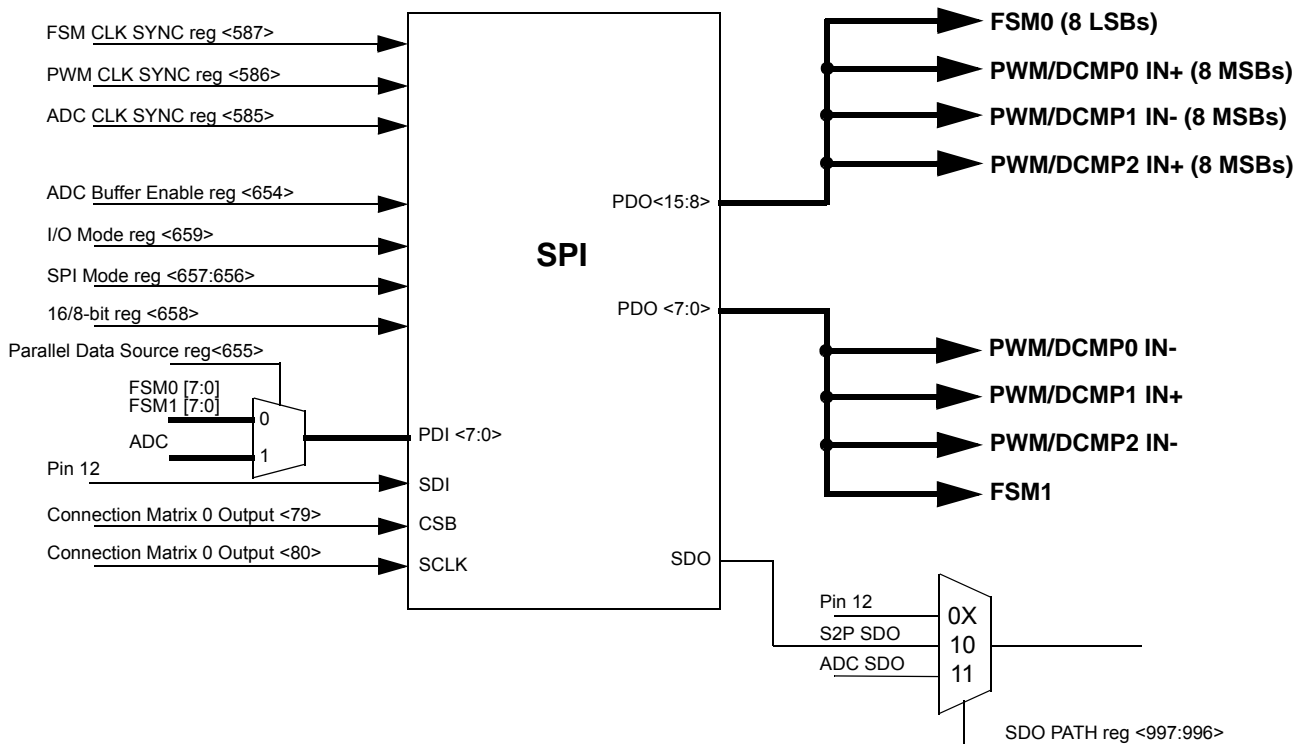 FSM CLK SYNC reg <587>
PWM CLK SYNC reg <586>
ADC CLK SYNC reg <585>
ADC Buffer Enable reg <654>
I/O Mode reg <659>
SPI Mode reg <657:656>
16/8-bit reg <658>
Parallel Data Source reg<655>
FSM0 [7:0]
FSM1 [7:0]
0
ADC
1
Pin 12
Connection Matrix 0 Output <79>
Connection Matrix 0 Output <80>
PDI <7:0>
SDI
CSB
SCLK
SPI
PDO<15:8>
PDO <7:0>
SDO
FSM0 (8 LSBs)
PWM/DCMP0 IN+ (8 MSBs)
PWM/DCMP1 IN- (8 MSBs)
PWM/DCMP2 IN+ (8 MSBs)
PWM/DCMP0 IN-
PWM/DCMP1 IN+
PWM/DCMP2 IN-
FSM1
Pin 12
S2P SDO
ADC SDO
0X
10
11
SDO PATH reg <997:996>